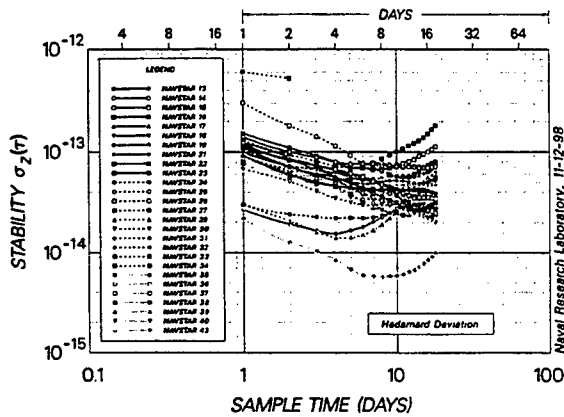 DAYS
4 8 16 1 2 4 8 16 32 64
10-12
10-13
10-14
10-15
STABILITY σz(τ)
LEGEND
NAVSTAR 13
NAVSTAR 14
NAVSTAR 15
NAVSTAR 16
NAVSTAR 17
NAVSTAR 18
NAVSTAR 19
NAVSTAR 21
NAVSTAR 22
NAVSTAR 23
NAVSTAR 24
NAVSTAR 25
NAVSTAR 26
NAVSTAR 27
NAVSTAR 29
NAVSTAR 30
NAVSTAR 31
NAVSTAR 32
NAVSTAR 33
NAVSTAR 34
NAVSTAR 35
NAVSTAR 36
NAVSTAR 37
NAVSTAR 38
NAVSTAR 39
NAVSTAR 40
NAVSTAR 43
Hadamard Deviation
0.1 1 10 100
SAMPLE TIME (DAYS)
Naval Research Laboratory, 11-12-98